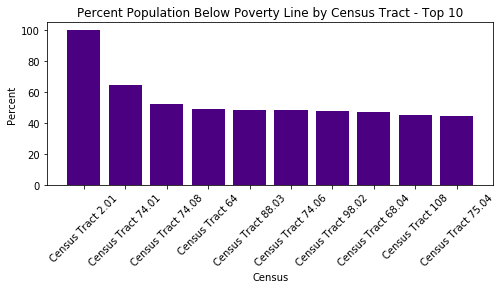 Percent Population Below Poverty Line by Census Tract - Top 10
100
80
60
40
20
0
Percent
Census Tract 2.01
Census Tract 74.01
Census Tract 74.08
Census Tract 64
Census Tract 88.03
Census Tract 74.06
Census Tract 98.02
Census Tract 68.04
Census Tract 108
Census Tract 75.04
Census